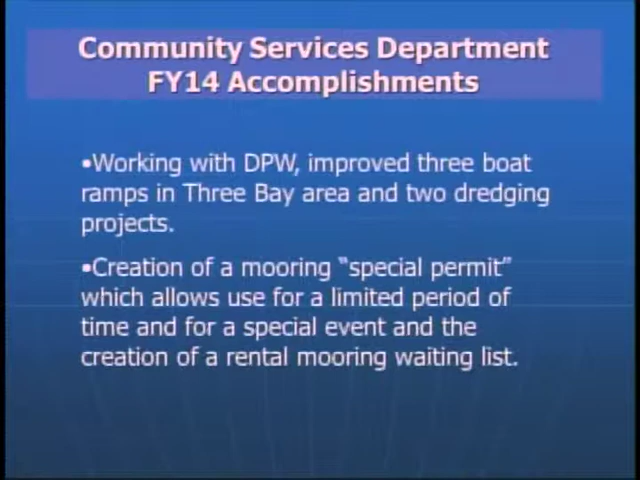 Community Services Department
FY14 Accomplishments
•Working with DPW, improved three boat
ramps in Three Bay area and two dredging
projects.
•Creation of a mooring “special permit”
which allows use for a limited period of
time and for a special event and the
creation of a rental mooring waiting list.